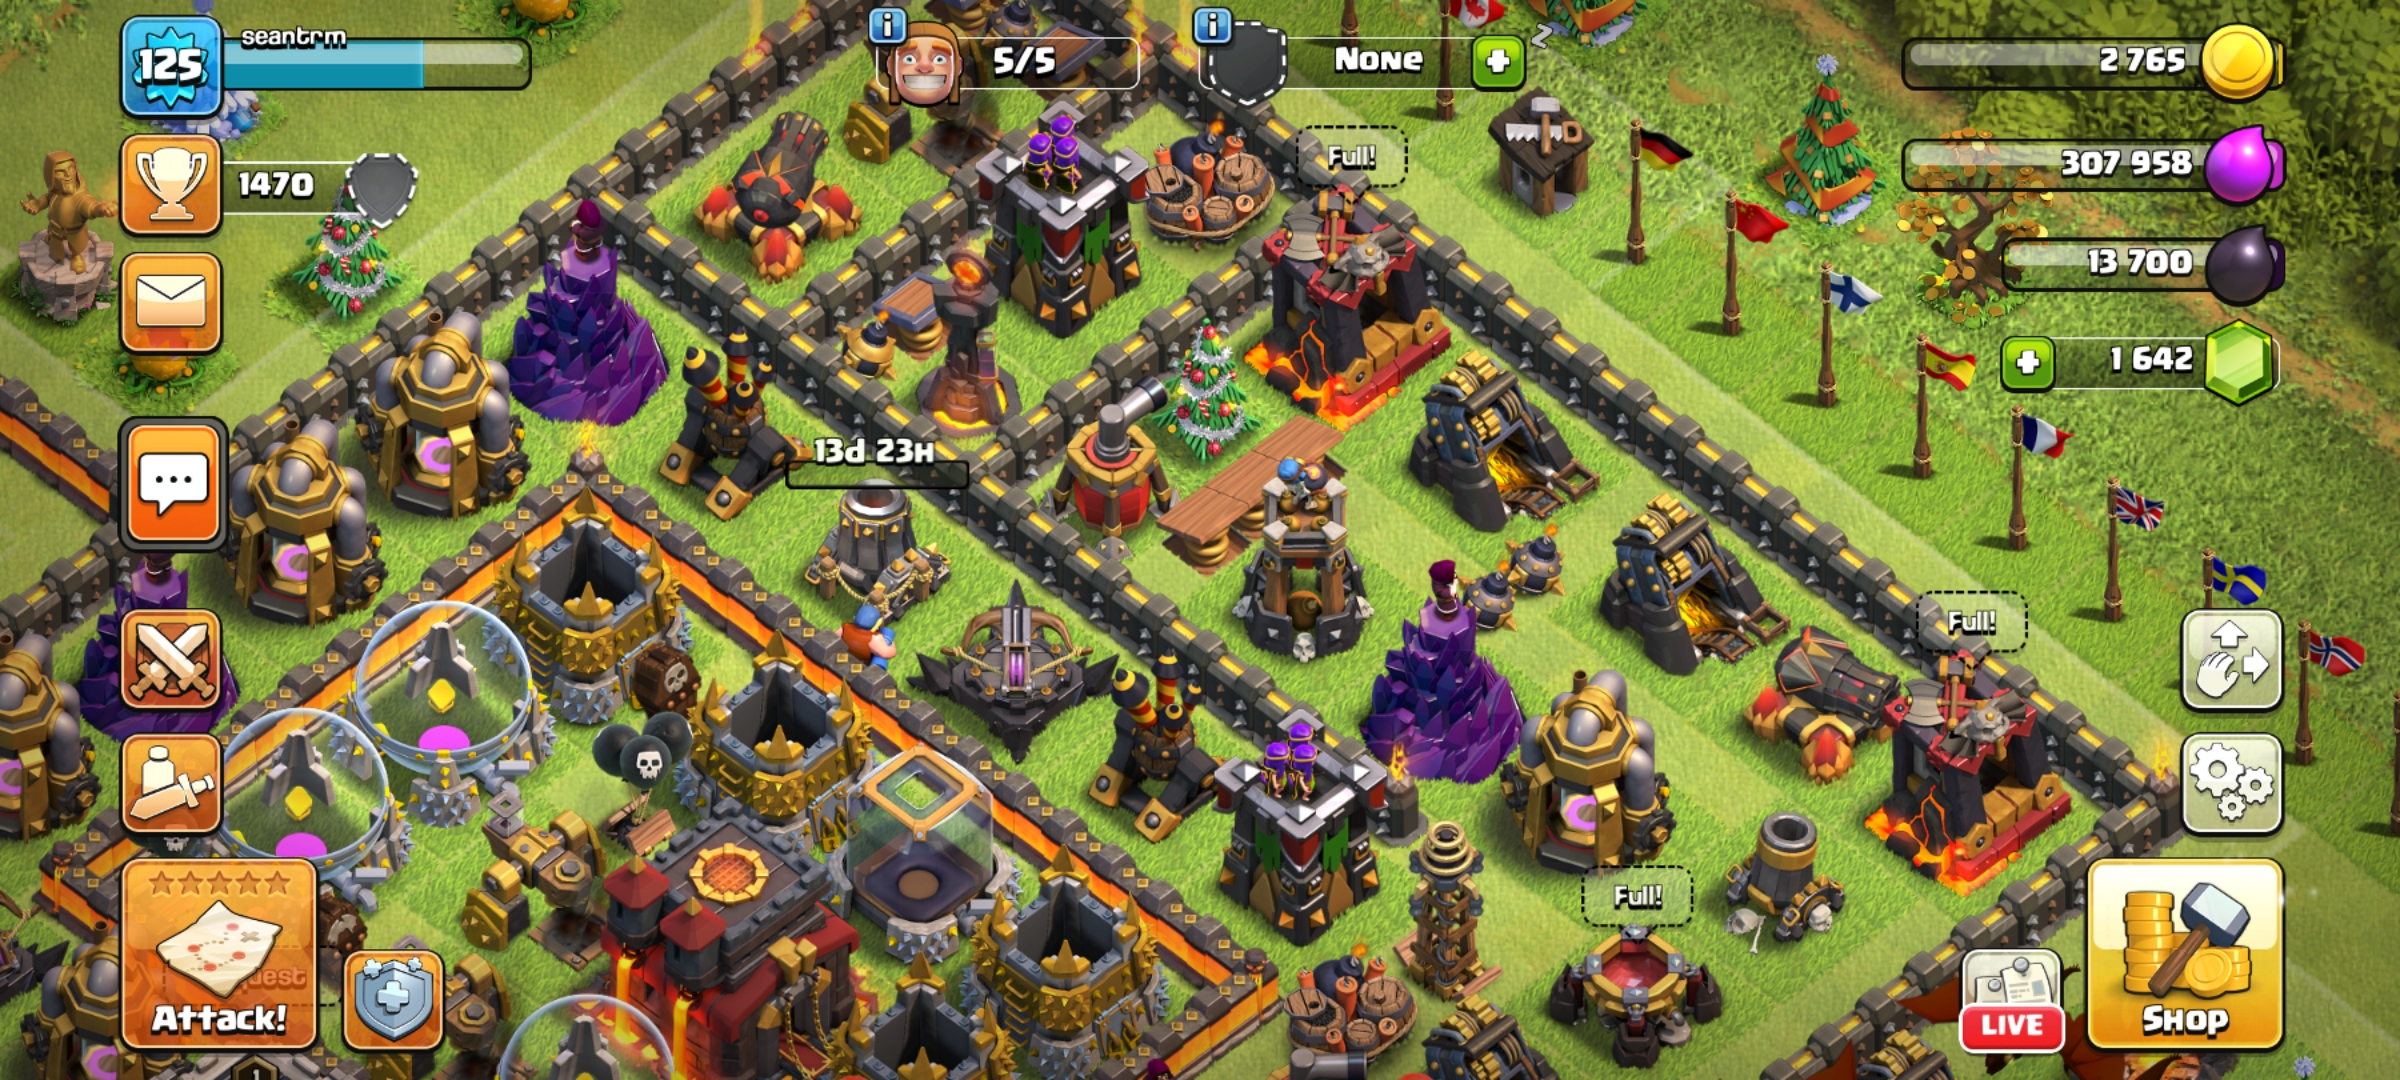 125
seantrm
5/5
None
2 765
1470
307 958
13 700
1 642
Full!
13d 23h
Full!
Full!
Attack!
LIVE
Shop